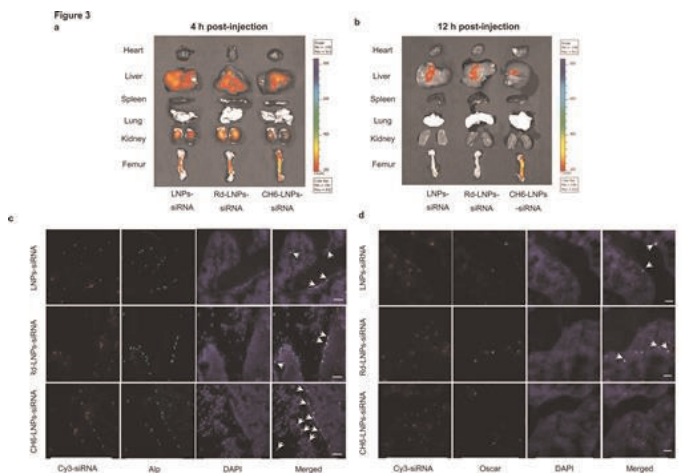 Figure 3
a
4 h post-injection
Heart
Liver
Spleen
Lung
Kidney
Femur
LNPs-
siRNA
Rd-LNPs-
siRNA
CH6-LNPs-
siRNA
b
12 h post-injection
Heart
Liver
Spleen
Lung
Kidney
Femur
LNPs-
siRNA
Rd-LNPs-
siRNA
CH6-LNPs
-siRNA
c
LNPs-siRNA
Rd-LNPs-siRNA
CH6-LNPs-siRNA
Cy3-siRNA
Alp
DAPI
Merged
d
LNPs-siRNA
Rd-LNPs-siRNA
CH6-LNPs-siRNA
Cy3-siRNA
Oscar
DAPI
Merged